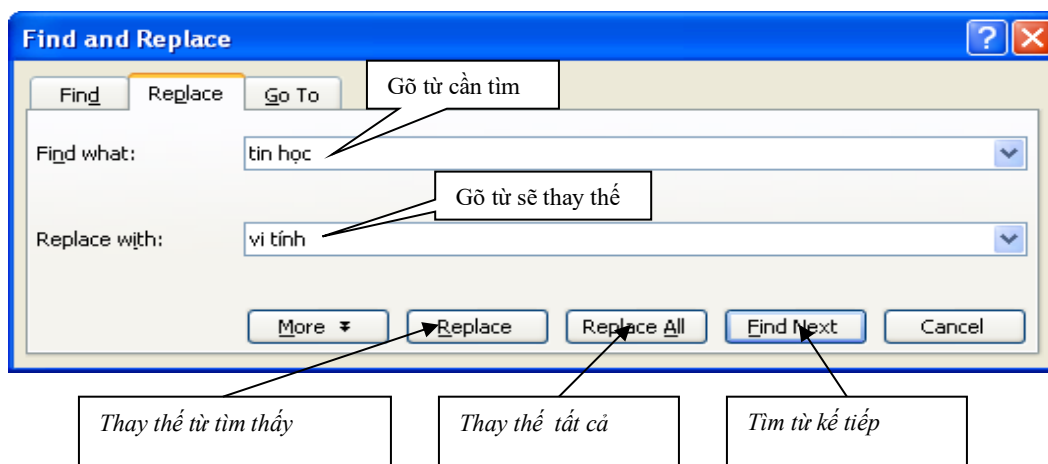 Find and Replace
Find Replace Go To
Gõ từ cần tìm
Find what: tin học
Gõ từ sẽ thay thế
Replace with: vi tính
More Replace Replace All Find Next Cancel
Thay thế từ tìm thấy
Thay thế tất cả
Tìm từ kế tiếp